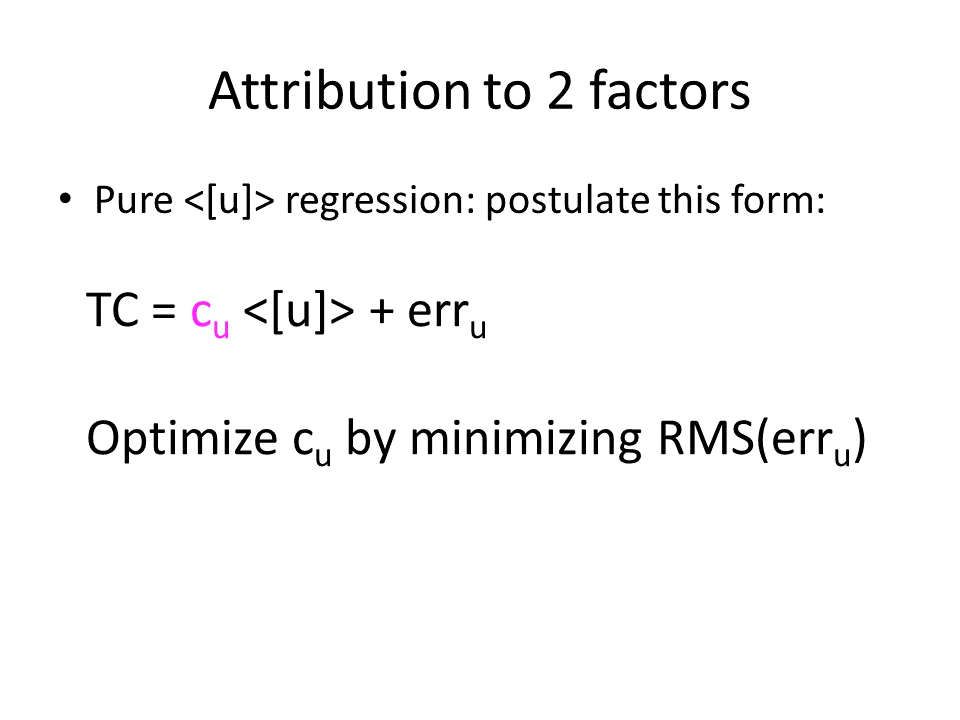 Attribution to 2 factors
• Pure <[u]> regression: postulate this form:
TC = cᵤ <[u]> + errᵤ
Optimize cᵤ by minimizing RMS(errᵤ)